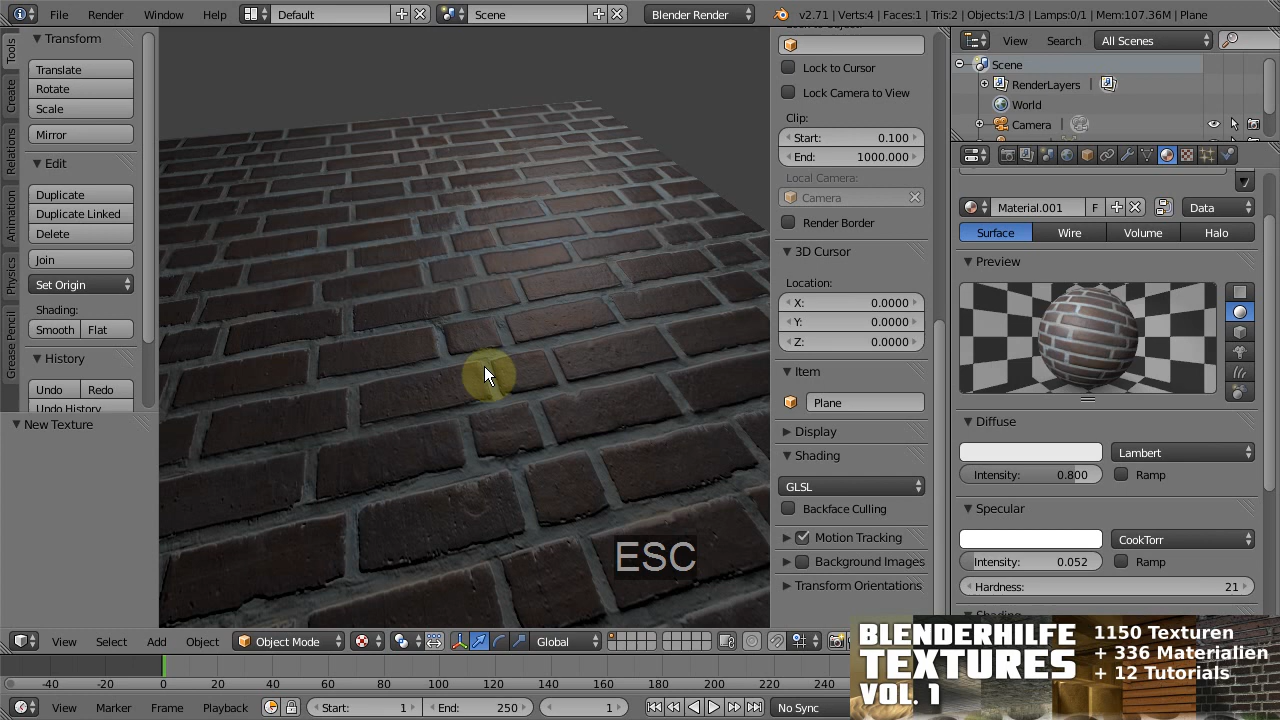 File
Render
Window
Help
Default
Scene
Blender Render
v2.71 | Verts:4 | Faces:1 | Tris:2 | Objects:1/3 | Lamps:0/1 | Mem:107.36M | Plane
Tools
Create
Relations
Animation
Physics
Grease Pencil
Transform
Translate
Rotate
Scale
Mirror
Edit
Duplicate
Duplicate Linked
Delete
Join
Set Origin
Shading:
Smooth
Flat
History
Undo
Redo
Undo History
New Texture
ESC
Lock to Cursor
Lock Camera to View
Clip:
Start: 0.100
End: 1000.000
Local Camera:
Camera
Render Border
3D Cursor
Location:
X: 0.0000
Y: 0.0000
Z: 0.0000
Item
Plane
Display
Shading
GLSL
Backface Culling
Motion Tracking
Background Images
Transform Orientations
View
Search
All Scenes
Scene
RenderLayers
World
Camera
Material.001
F
Data
Surface
Wire
Volume
Halo
Preview
Diffuse
Lambert
Intensity: 0.800
Ramp
Specular
CookTorr
Intensity: 0.052
Ramp
Hardness: 21
View
Select
Add
Object
Object Mode
Global
-40 -20 0 20 40 60 80 100 120 140 160 180 200 220 240
View
Marker
Frame
Playback
Start: 1
End: 250
1
No Sync
BLENDERHILFE
TEXTURES
VOL. 1
1150 Texturen
+ 336 Materialien
+ 12 Tutorials